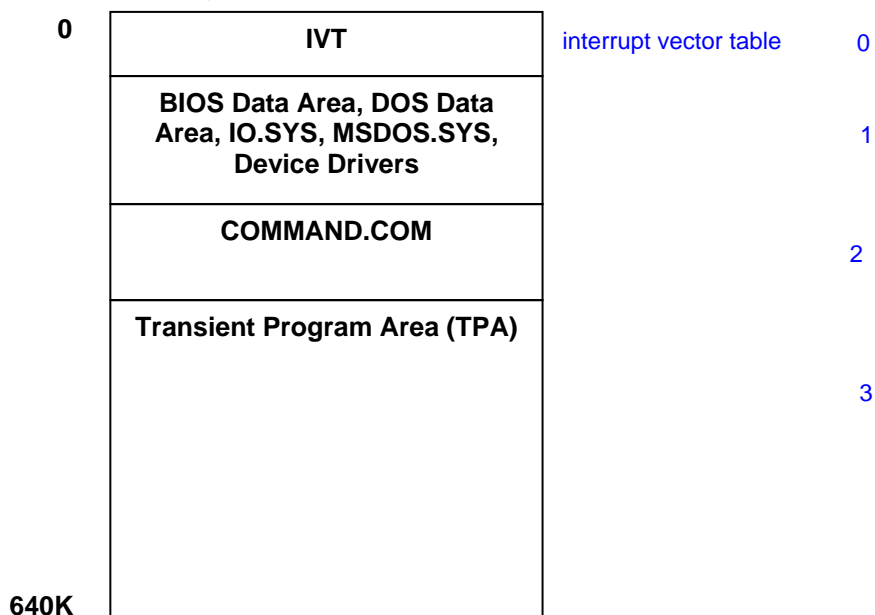 0
IVT
interrupt vector table
0
BIOS Data Area, DOS Data
Area, IO.SYS, MSDOS.SYS,
Device Drivers
1
COMMAND.COM
2
Transient Program Area (TPA)
3
640K